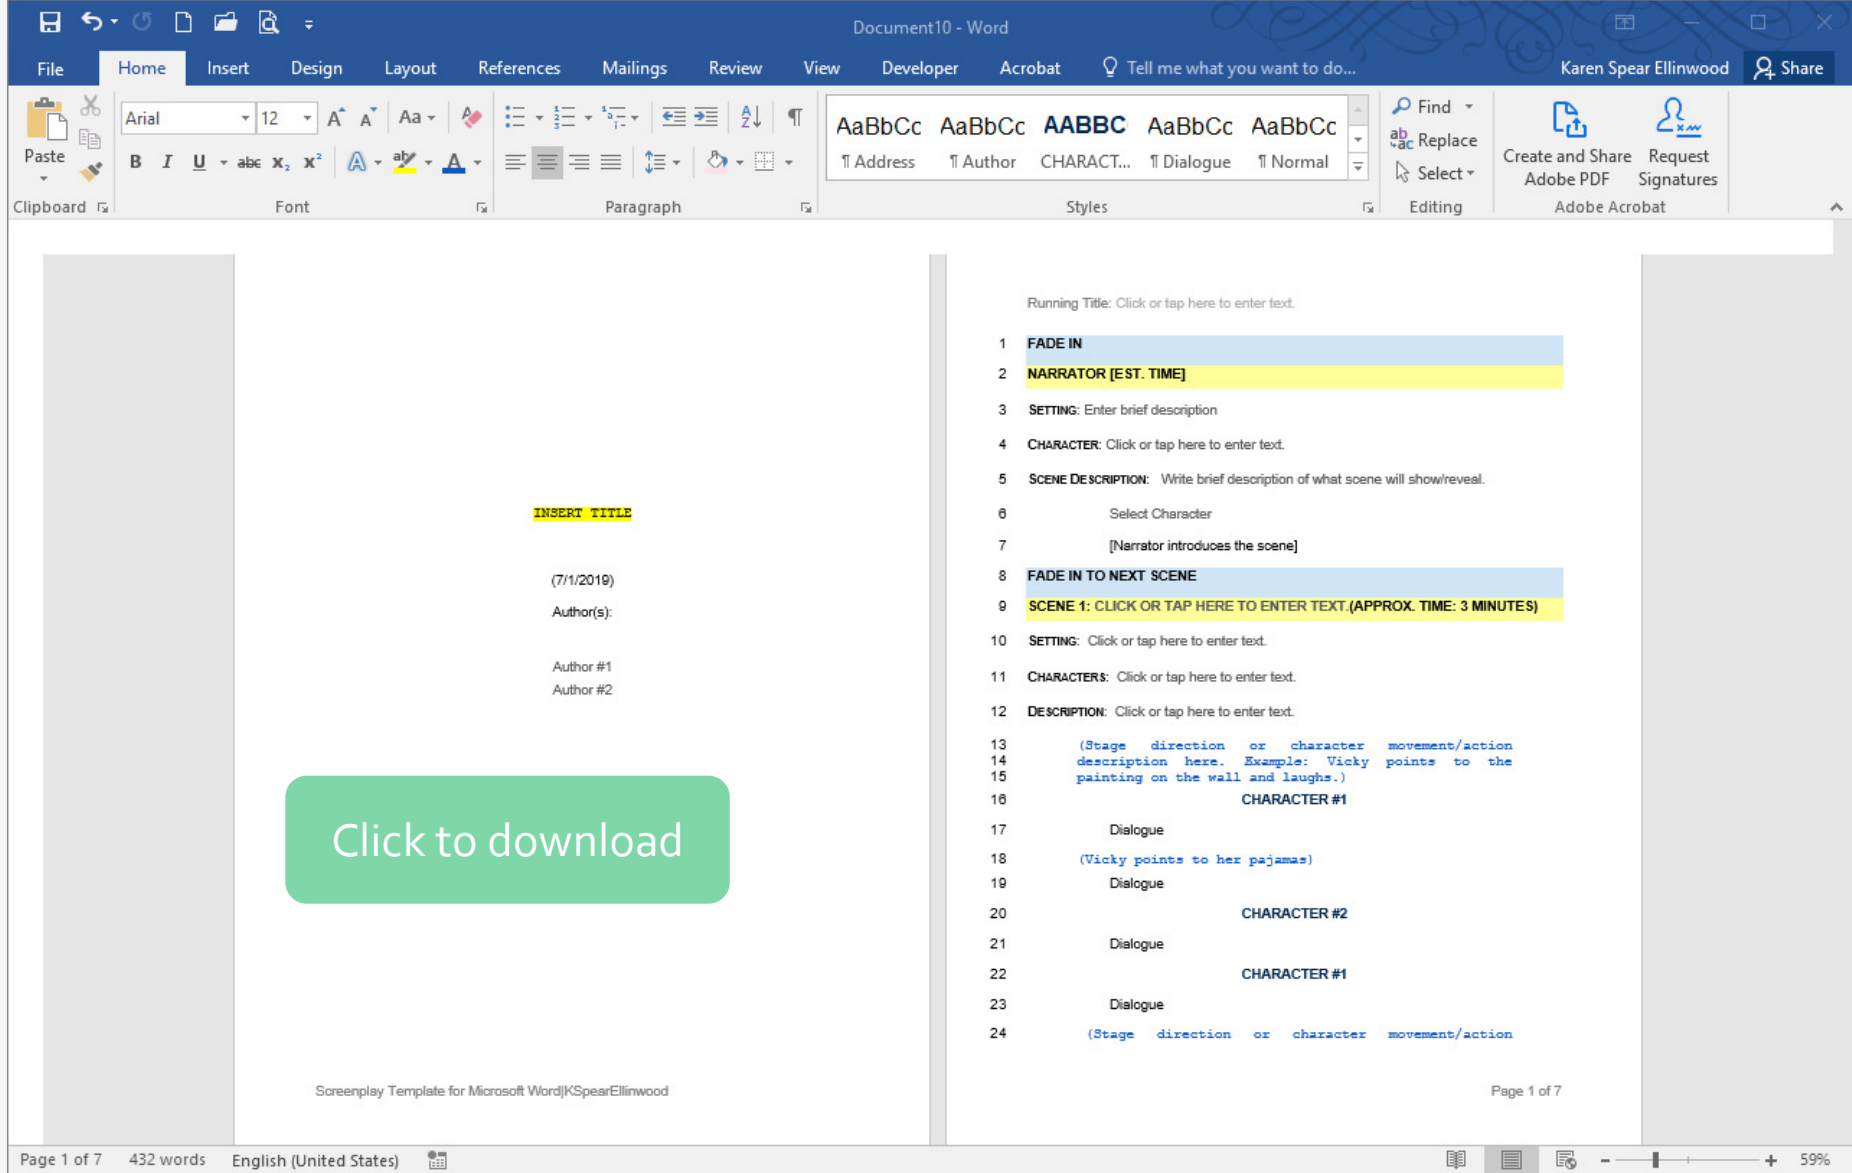 Document10 - Word
File Home Insert Design Layout References Mailings Review View Developer Acrobat Tell me what you want to do... Karen Spear Ellinwood Share
Paste
Clipboard
Arial 12 Aa
B I U abc X₂ X² A aby A
Font
Paragraph
AaBbCc AaBbCc AABBC AaBbCc AaBbCc
¶ Address ¶ Author CHARACT... ¶ Dialogue ¶ Normal
Styles
Find
Replace
Select
Editing
Create and Share Adobe PDF
Request Signatures
Adobe Acrobat
INSERT TITLE
(7/1/2019)
Author(s):
Author #1
Author #2
Click to download
Screenplay Template for Microsoft Word|KSpearEllinwood
Running Title: Click or tap here to enter text.
1 FADE IN
2 NARRATOR [EST. TIME]
3 SETTING: Enter brief description
4 CHARACTER: Click or tap here to enter text.
5 SCENE DESCRIPTION: Write brief description of what scene will show/reveal.
6 Select Character
7 [Narrator introduces the scene]
8 FADE IN TO NEXT SCENE
9 SCENE 1: CLICK OR TAP HERE TO ENTER TEXT.(APPROX. TIME: 3 MINUTES)
10 SETTING: Click or tap here to enter text.
11 CHARACTERS: Click or tap here to enter text.
12 DESCRIPTION: Click or tap here to enter text.
13 (Stage direction or character movement/action
14 description here. Example: Vicky points to the
15 painting on the wall and laughs.)
16 CHARACTER #1
17 Dialogue
18 (Vicky points to her pajamas)
19 Dialogue
20 CHARACTER #2
21 Dialogue
22 CHARACTER #1
23 Dialogue
24 (Stage direction or character movement/action
Page 1 of 7
Page 1 of 7 432 words English (United States) 59%